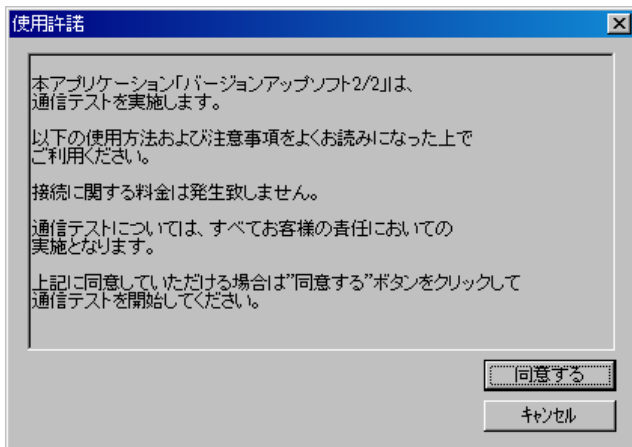 使用許諾
本アプリケーション「バージョンアップソフト2/2」は、
通信テストを実施します。
以下の使用方法および注意事項をよくお読みになった上で
ご利用ください。
接続に関する料金は発生致しません。
通信テストについては、すべてお客様の責任においての
実施となります。
上記に同意していただける場合は”同意する”ボタンをクリックして
通信テストを開始してください。
同意する
キャンセル